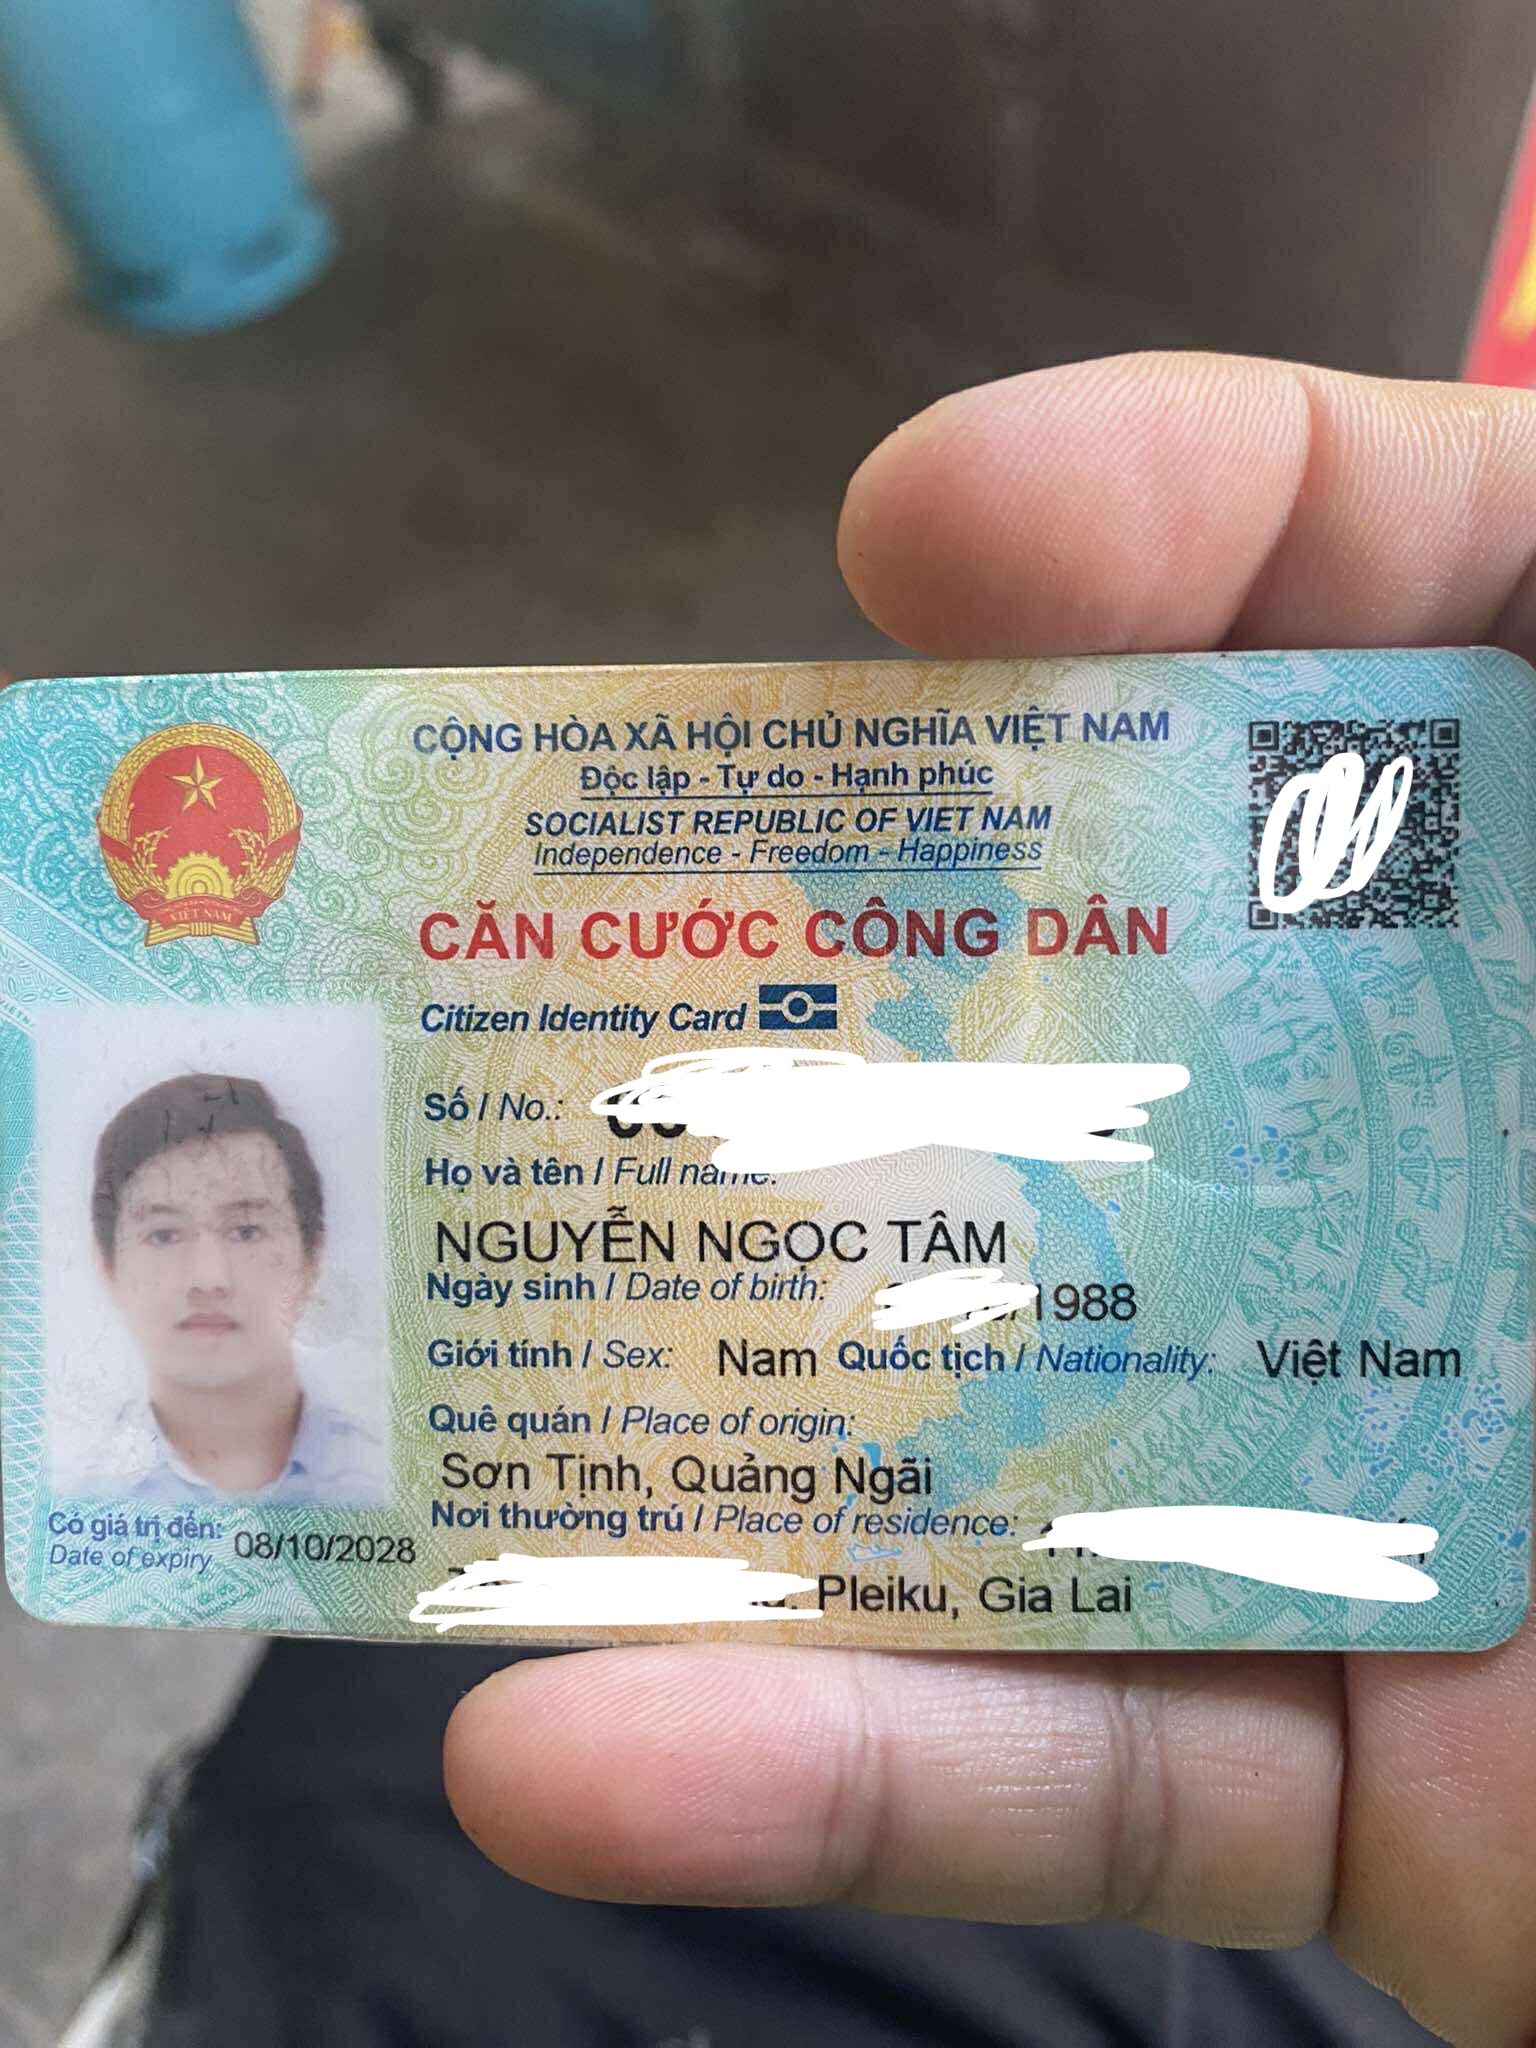 CỘNG HÒA XÃ HỘI CHỦ NGHĨA VIỆT NAM
Độc lập - Tự do - Hạnh phúc
SOCIALIST REPUBLIC OF VIET NAM
Independence - Freedom - Happiness
VIỆT NAM
CĂN CƯỚC CÔNG DÂN
Citizen Identity Card
Số / No.:
Họ và tên / Full name:
NGUYỄN NGỌC TÂM
Ngày sinh / Date of birth: /1988
Giới tính / Sex: Nam Quốc tịch / Nationality: Việt Nam
Quê quán / Place of origin:
Sơn Tịnh, Quảng Ngãi
Nơi thường trú / Place of residence:
Pleiku, Gia Lai
Có giá trị đến: 08/10/2028
Date of expiry